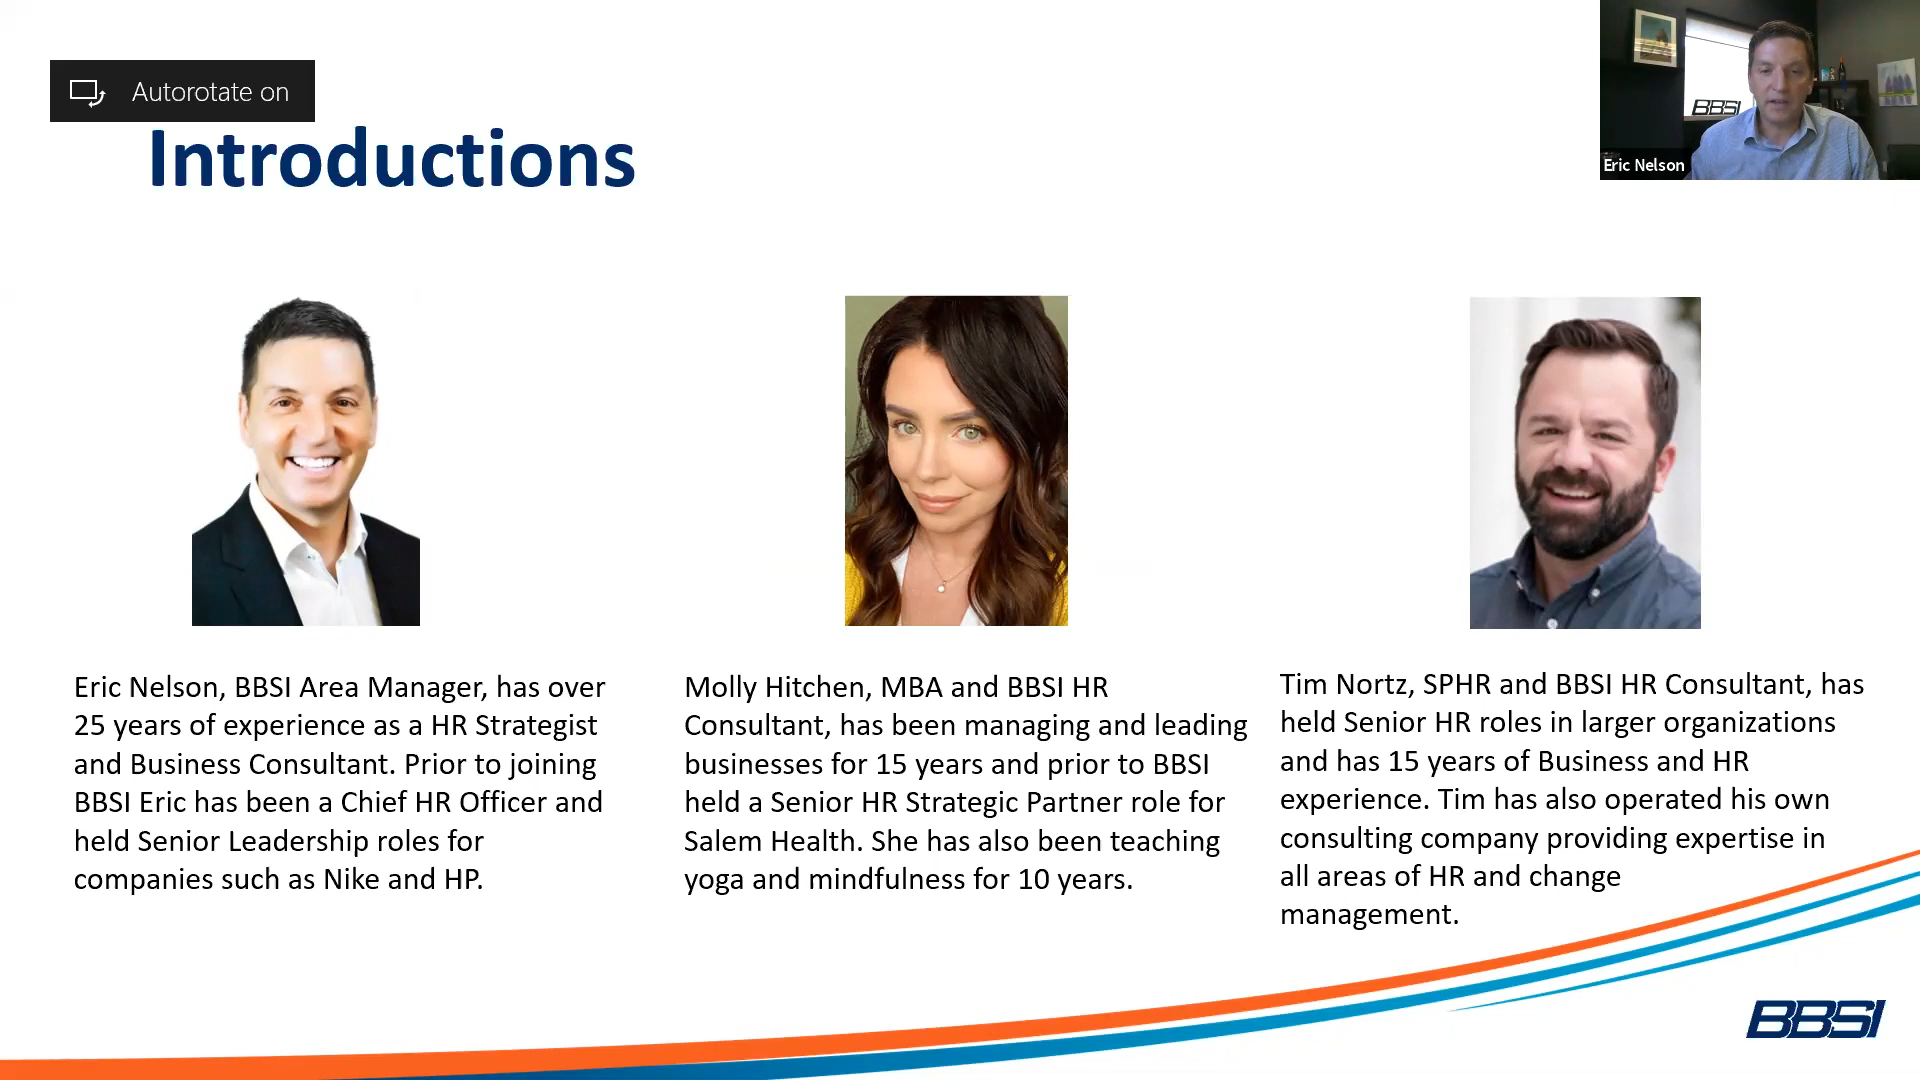 Autorotate on
Introductions
BBSI
Eric Nelson
Eric Nelson, BBSI Area Manager, has over
25 years of experience as a HR Strategist
and Business Consultant. Prior to joining
BBSI Eric has been a Chief HR Officer and
held Senior Leadership roles for
companies such as Nike and HP.
Molly Hitchen, MBA and BBSI HR
Consultant, has been managing and leading
businesses for 15 years and prior to BBSI
held a Senior HR Strategic Partner role for
Salem Health. She has also been teaching
yoga and mindfulness for 10 years.
Tim Nortz, SPHR and BBSI HR Consultant, has
held Senior HR roles in larger organizations
and has 15 years of Business and HR
experience. Tim has also operated his own
consulting company providing expertise in
all areas of HR and change
management.
BBSI